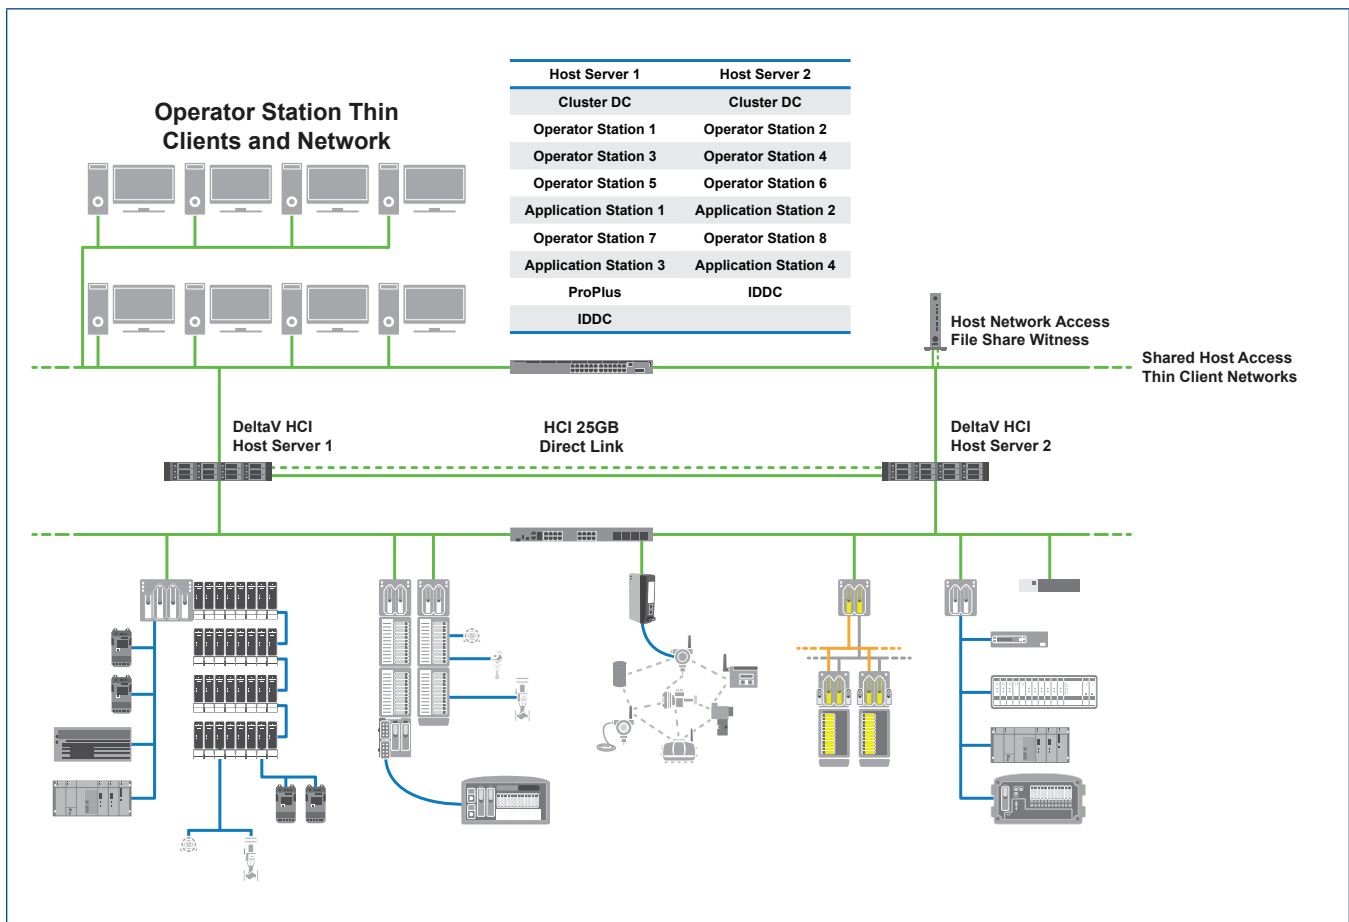 Operator Station Thin
Clients and Network
Host Server 1 Host Server 2
Cluster DC Cluster DC
Operator Station 1 Operator Station 2
Operator Station 3 Operator Station 4
Operator Station 5 Operator Station 6
Application Station 1 Application Station 2
Operator Station 7 Operator Station 8
Application Station 3 Application Station 4
ProPlus IDDC
IDDC
Host Network Access
File Share Witness
Shared Host Access
Thin Client Networks
DeltaV HCI
Host Server 1
HCI 25GB
Direct Link
DeltaV HCI
Host Server 2